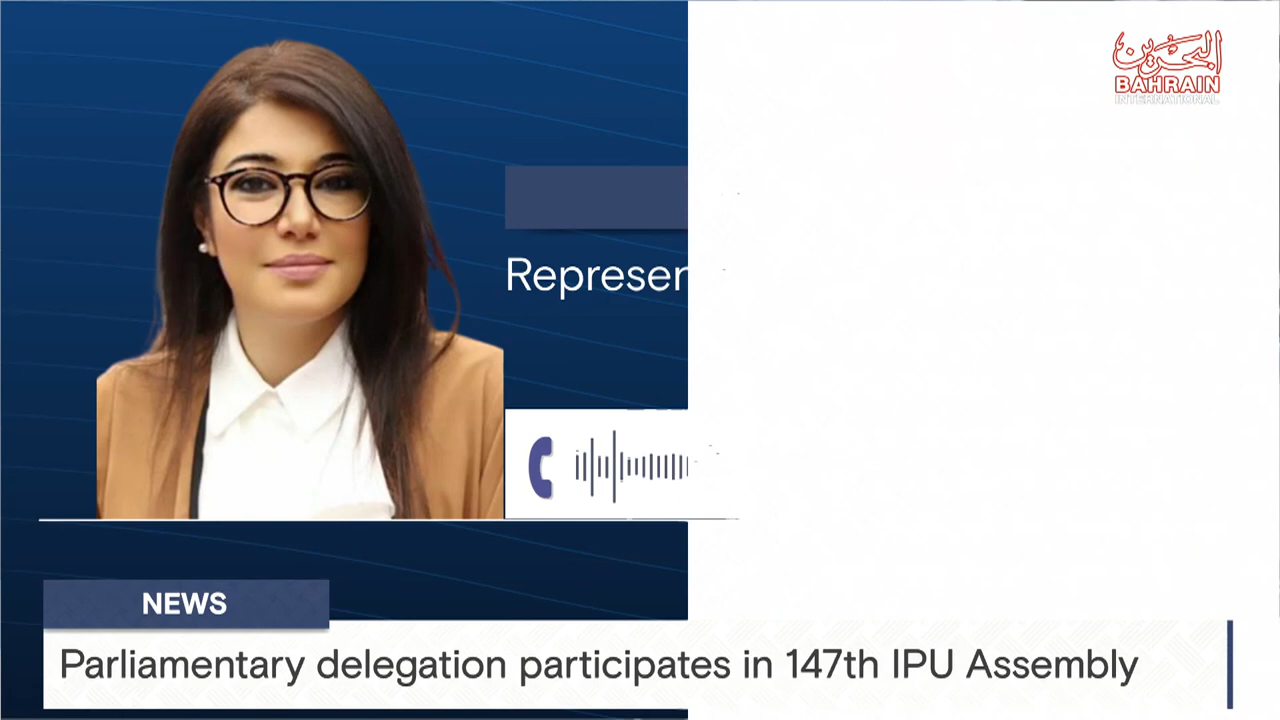 البحرين
BAHRAIN
INTERNATIONAL
Represen
NEWS
Parliamentary delegation participates in 147th IPU Assembly